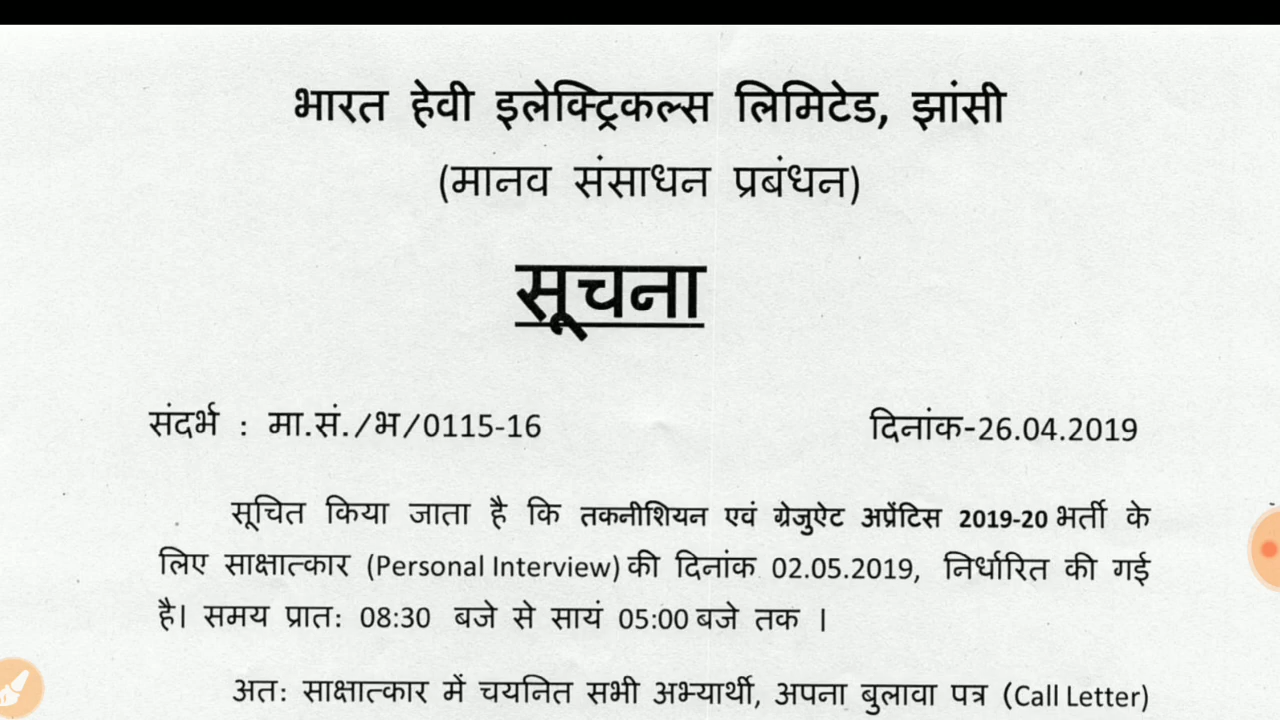 भारत हेवी इलेक्ट्रिकल्स लिमिटेड, झांसी
(मानव संसाधन प्रबंधन)
सूचना
संदर्भ : मा.सं./भ/0115-16 दिनांक-26.04.2019
सूचित किया जाता है कि तकनीशियन एवं ग्रेजुऐट अप्रेंटिस 2019-20 भर्ती के
लिए साक्षात्कार (Personal Interview) की दिनांक 02.05.2019, निर्धारित की गई
है। समय प्रात: 08:30 बजे से सायं 05:00 बजे तक ।
अत: साक्षात्कार में चयनित सभी अभ्यार्थी, अपना बुलावा पत्र (Call Letter)